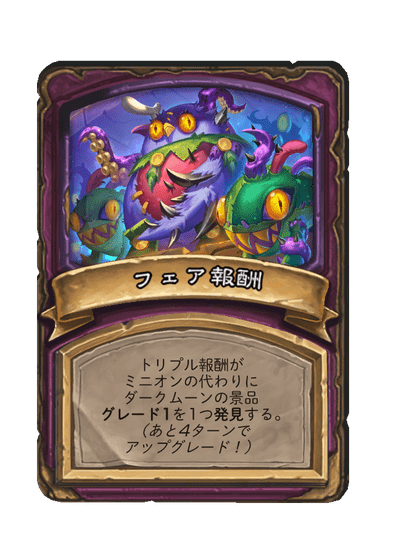 フェア報酬
トリプル報酬が
ミニオンの代わりに
ダークムーンの景品
グレード1を1つ発見する。
（あと4ターンで
アップグレード！）